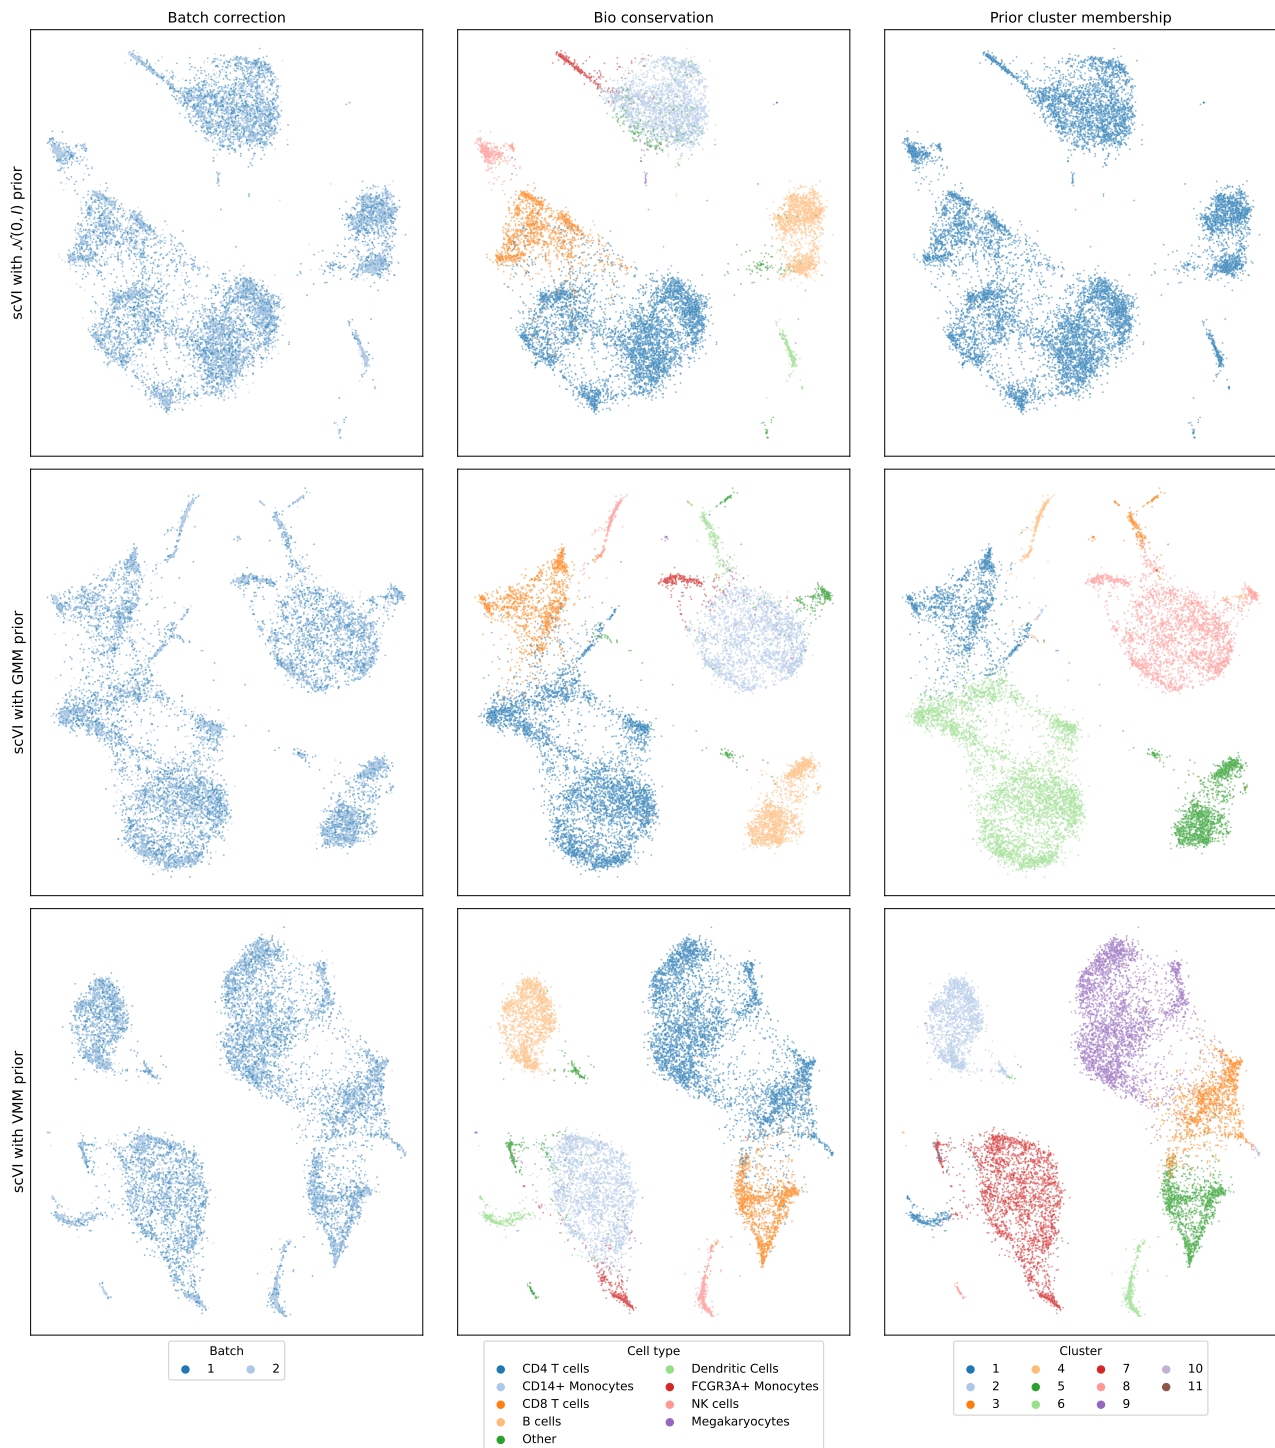 Batch correction
Bio conservation
Prior cluster membership
scVI with 𝒩(0, I) prior
scVI with GMM prior
scVI with VMM prior
Batch
1 2
Cell type
CD4 T cells
CD14+ Monocytes
CD8 T cells
B cells
Other
Dendritic Cells
FCGR3A+ Monocytes
NK cells
Megakaryocytes
Cluster
1
2
3
4
5
6
7
8
9
10
11